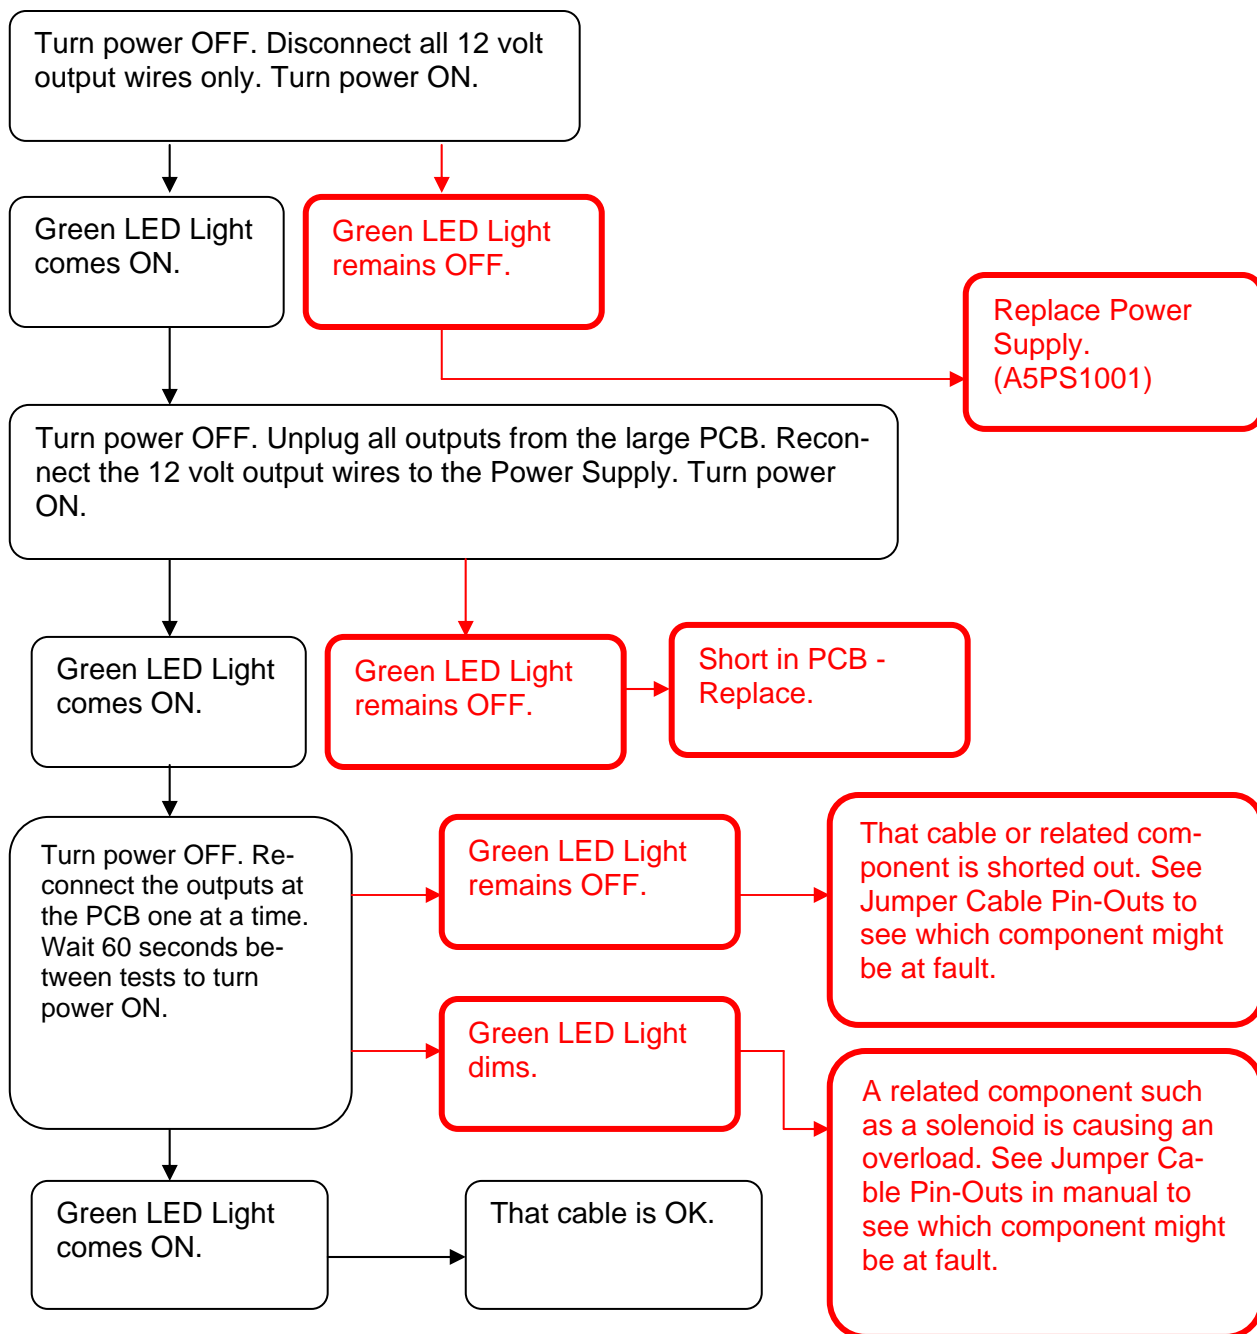 Turn power OFF. Disconnect all 12 volt
output wires only. Turn power ON.
Green LED Light
comes ON.
Green LED Light
remains OFF.
Replace Power
Supply.
(A5PS1001)
Turn power OFF. Unplug all outputs from the large PCB. Recon-
nect the 12 volt output wires to the Power Supply. Turn power
ON.
Green LED Light
comes ON.
Green LED Light
remains OFF.
Short in PCB -
Replace.
Turn power OFF. Re-
connect the outputs at
the PCB one at a time.
Wait 60 seconds be-
tween tests to turn
power ON.
Green LED Light
remains OFF.
That cable or related com-
ponent is shorted out. See
Jumper Cable Pin-Outs to
see which component might
be at fault.
Green LED Light
dims.
A related component such
as a solenoid is causing an
overload. See Jumper Ca-
ble Pin-Outs in manual to
see which component might
be at fault.
Green LED Light
comes ON.
That cable is OK.